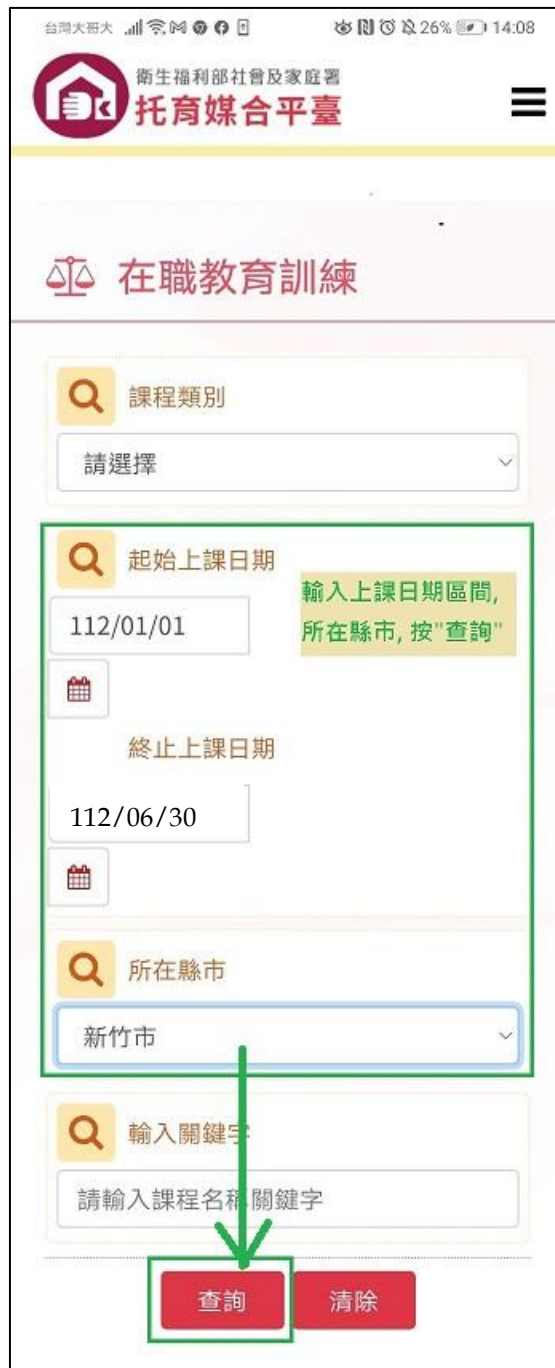 台灣大哥大 26% 14:08
衛生福利部社會及家庭署
托育媒合平臺
在職教育訓練
課程類別
請選擇
起始上課日期
輸入上課日期區間,
112/01/01
所在縣市, 按"查詢"
終止上課日期
112/06/30
所在縣市
新竹市
輸入關鍵字
請輸入課程名稱關鍵字
查詢 清除